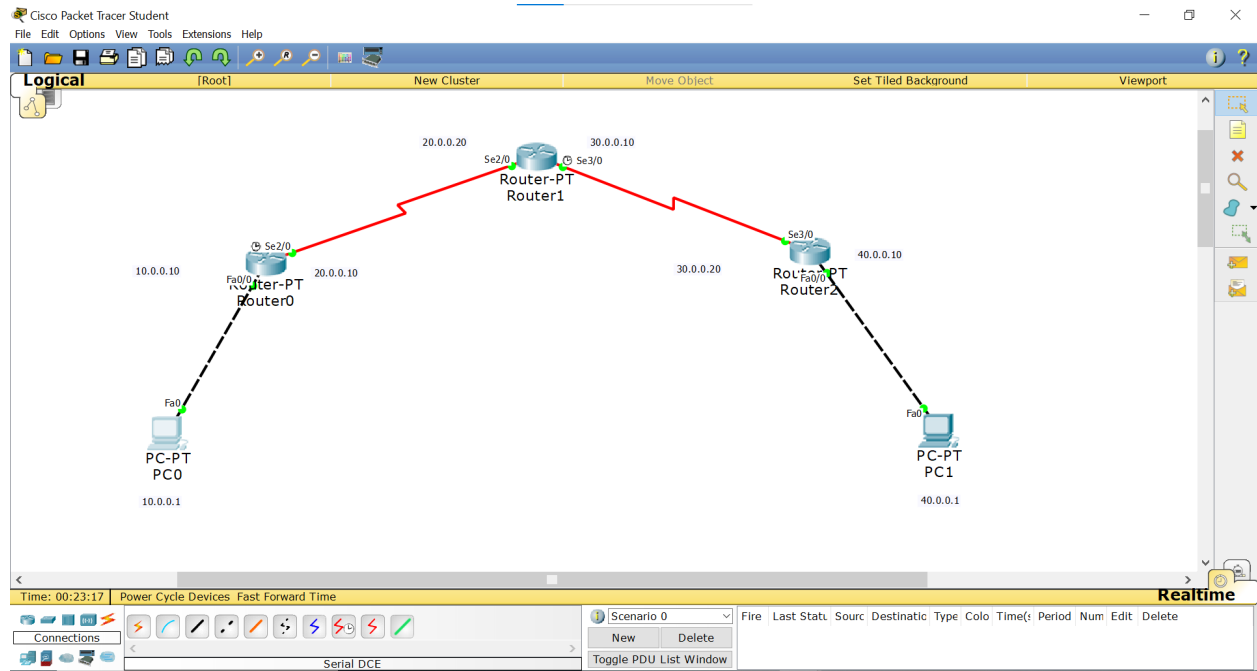 Cisco Packet Tracer Student
File Edit Options View Tools Extensions Help
Logical [Root] New Cluster Move Object Set Tiled Background Viewport
20.0.0.20 30.0.0.10
Se2/0 Se3/0
Router-PT
Router1
Se2/0 Se3/0
10.0.0.10 20.0.0.10 30.0.0.20 40.0.0.10
Fa0/0 Router-PT Router-PT
Fa0/0
Router0 Router2
Fa0 Fa0
PC-PT PC-PT
PC0 PC1
10.0.0.1 40.0.0.1
Time: 00:23:17 Power Cycle Devices Fast Forward Time Realtime
Scenario 0 Fire Last Statu Sourc Destinatic Type Colo Time(s Period Num Edit Delete
Connections New Delete
Serial DCE Toggle PDU List Window